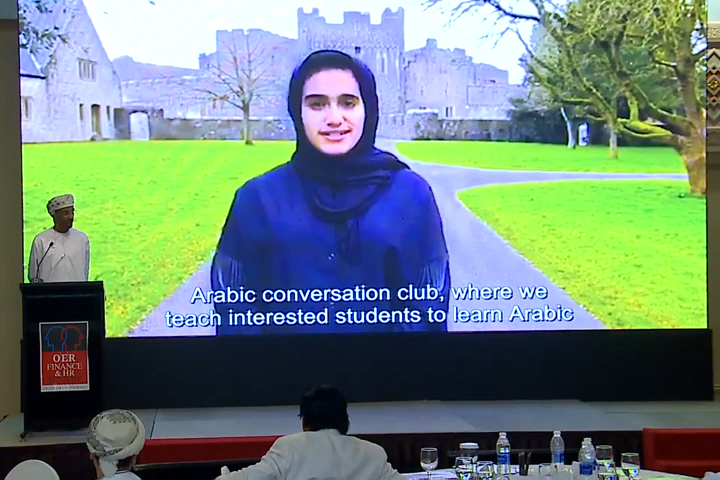 Arabic conversation club, where we
teach interested students to learn Arabic
OER
FINANCE
& HR